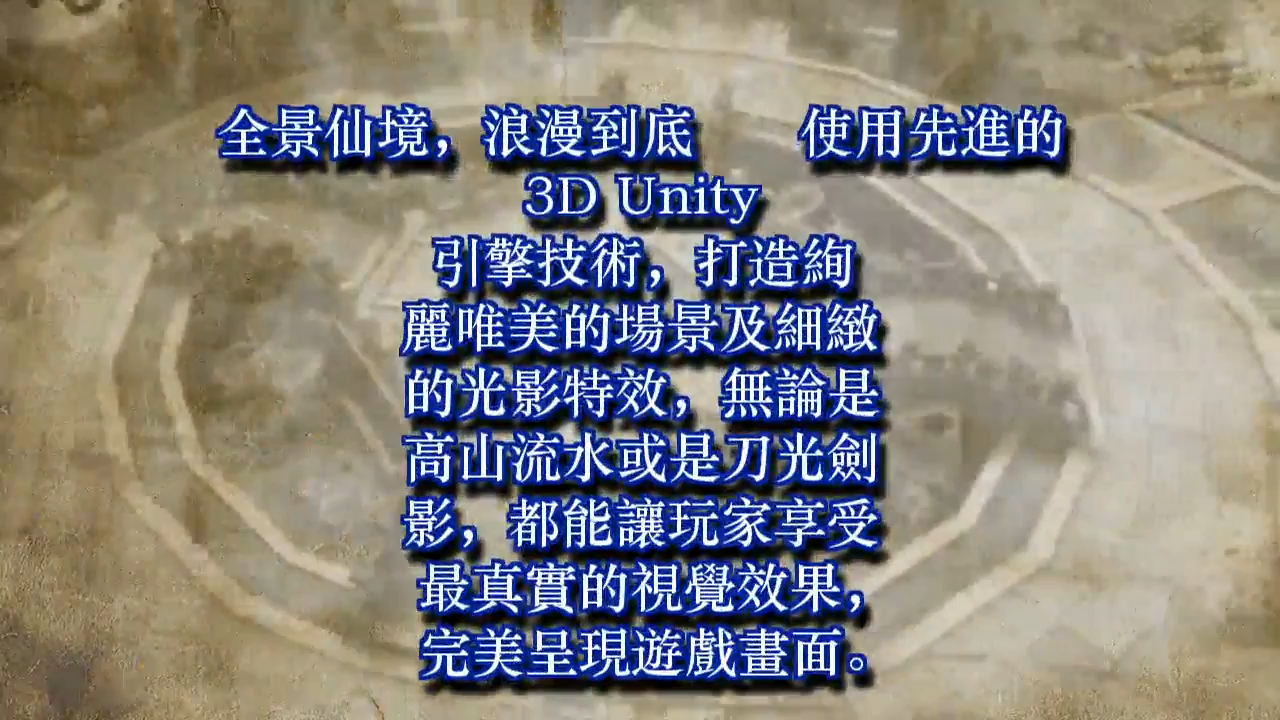 全景仙境，浪漫到底　　使用先進的
3D Unity
引擎技術，打造絢
麗唯美的場景及細緻
的光影特效，無論是
高山流水或是刀光劍
影，都能讓玩家享受
最真實的視覺效果，
完美呈現遊戲畫面。